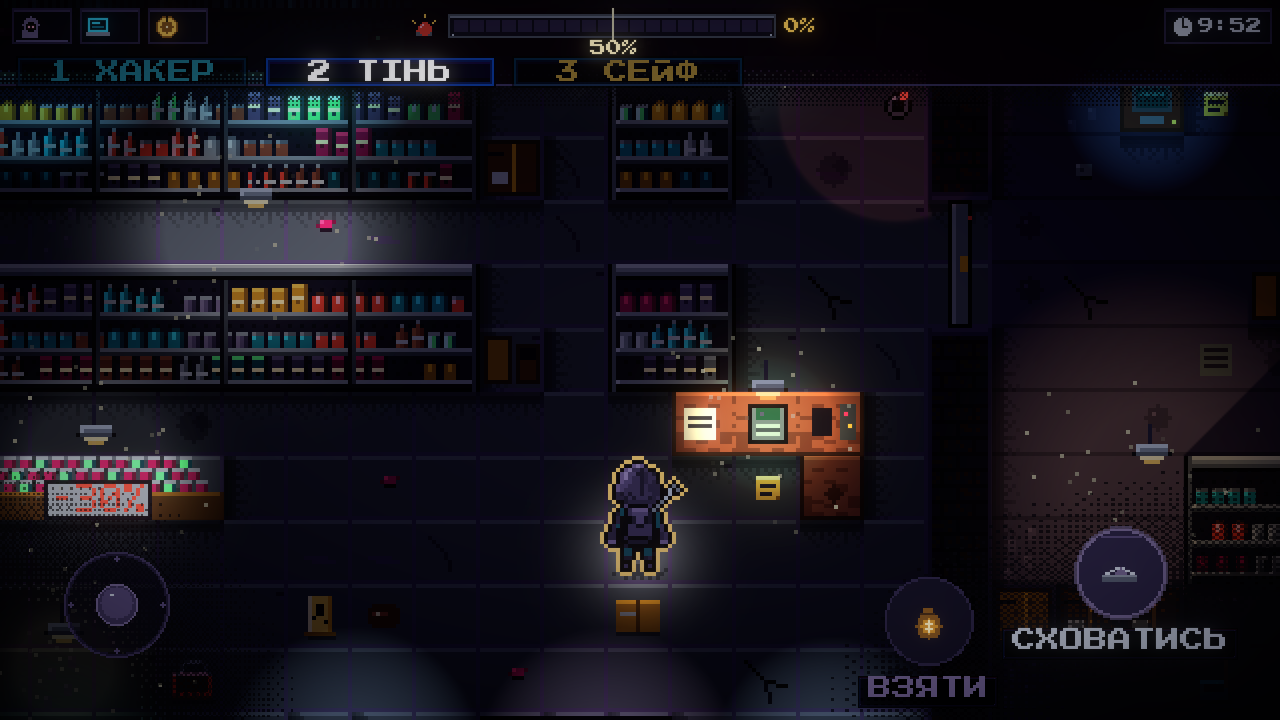 0%
50%
9:52
1 ХАКЕР
2 ТІНЬ
3 СЕЙФ
-30%
СХОВАТИСЬ
ВЗЯТИ